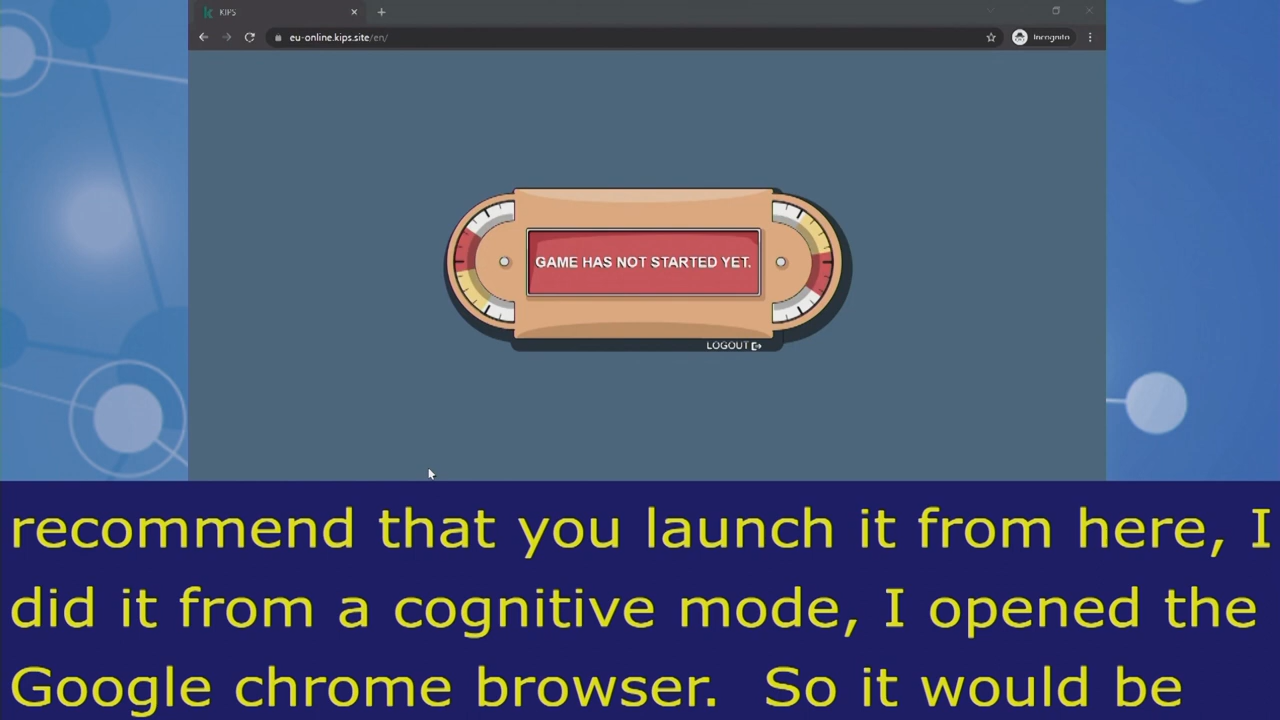 KIPS
eu-online.kips.site/en/
Incognito
GAME HAS NOT STARTED YET.
LOGOUT
recommend that you launch it from here, I
did it from a cognitive mode, I opened the
Google chrome browser.  So it would be